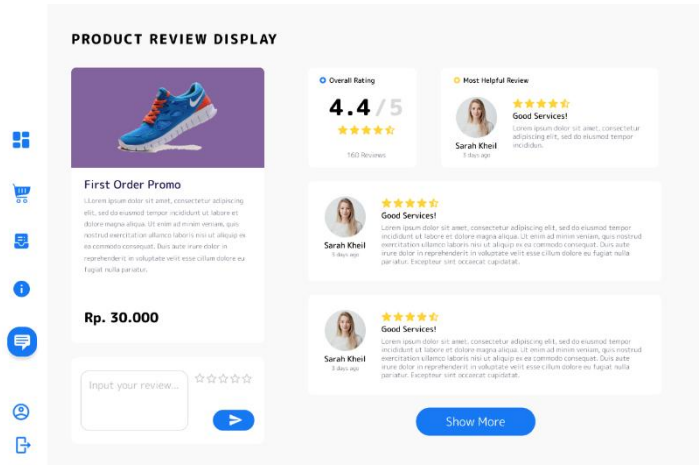 PRODUCT REVIEW DISPLAY
First Order Promo
Lorem ipsum dolor sit amet, consectetur adipiscing
elit, sed do eiusmod tempor incididunt ut labore et
dolore magna aliqua. Ut enim ad minim veniam, quis
nostrud exercitation ullamco laboris nisi ut aliquip ex
ea commodo consequat. Duis aute irure dolor in
reprehenderit in voluptate velit esse cillum dolore eu
fugiat nulla pariatur.
Rp. 30.000
Input your review...
Overall Rating
4.4/5
160 Reviews
Most Helpful Review
Sarah Kheil
3 days ago
Good Services!
Lorem ipsum dolor sit amet, consectetur
adipiscing elit, sed do eiusmod tempor
incididus.
Sarah Kheil
3 days ago
Good Services!
Lorem ipsum dolor sit amet, consectetur adipiscing elit, sed do eiusmod tempor
incididunt ut labore et dolore magna aliqua. Ut enim ad minim veniam, quis nostrud
exercitation ullamco laboris nisi ut aliquip ex ea commodo consequat. Duis aute
irure dolor in reprehenderit in voluptate velit esse cillum dolore eu fugiat nulla
pariatur. Excepteur sint occaecat cupidatat.
Sarah Kheil
3 days ago
Good Services!
Lorem ipsum dolor sit amet, consectetur adipiscing elit, sed do eiusmod tempor
incididunt ut labore et dolore magna aliqua. Ut enim ad minim veniam, quis nostrud
exercitation ullamco laboris nisi ut aliquip ex ea commodo consequat. Duis aute
irure dolor in reprehenderit in voluptate velit esse cillum dolore eu fugiat nulla
pariatur. Excepteur sint occaecat cupidatat.
Show More